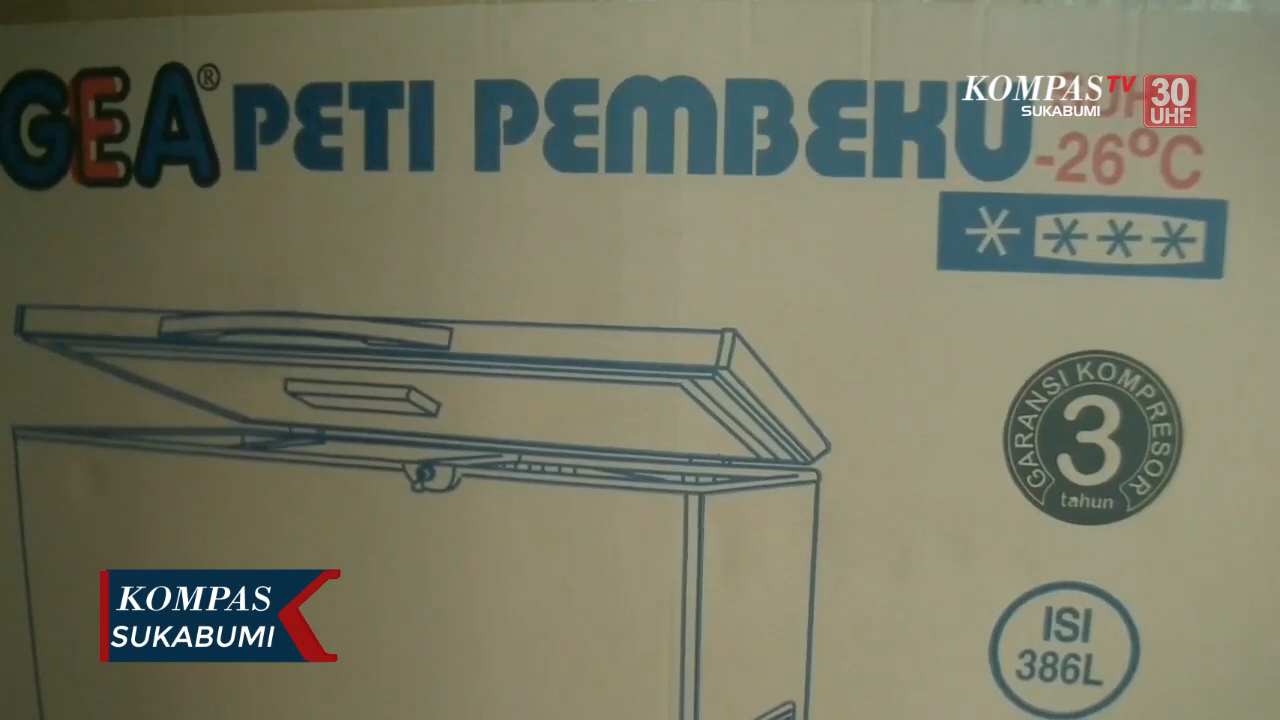 GEA® PETI PEMBEKU
-26°C
KOMPAS TV
SUKABUMI
30
UHF
GARANSI KOMPRESOR
3
tahun
ISI
386L
KOMPAS
SUKABUMI